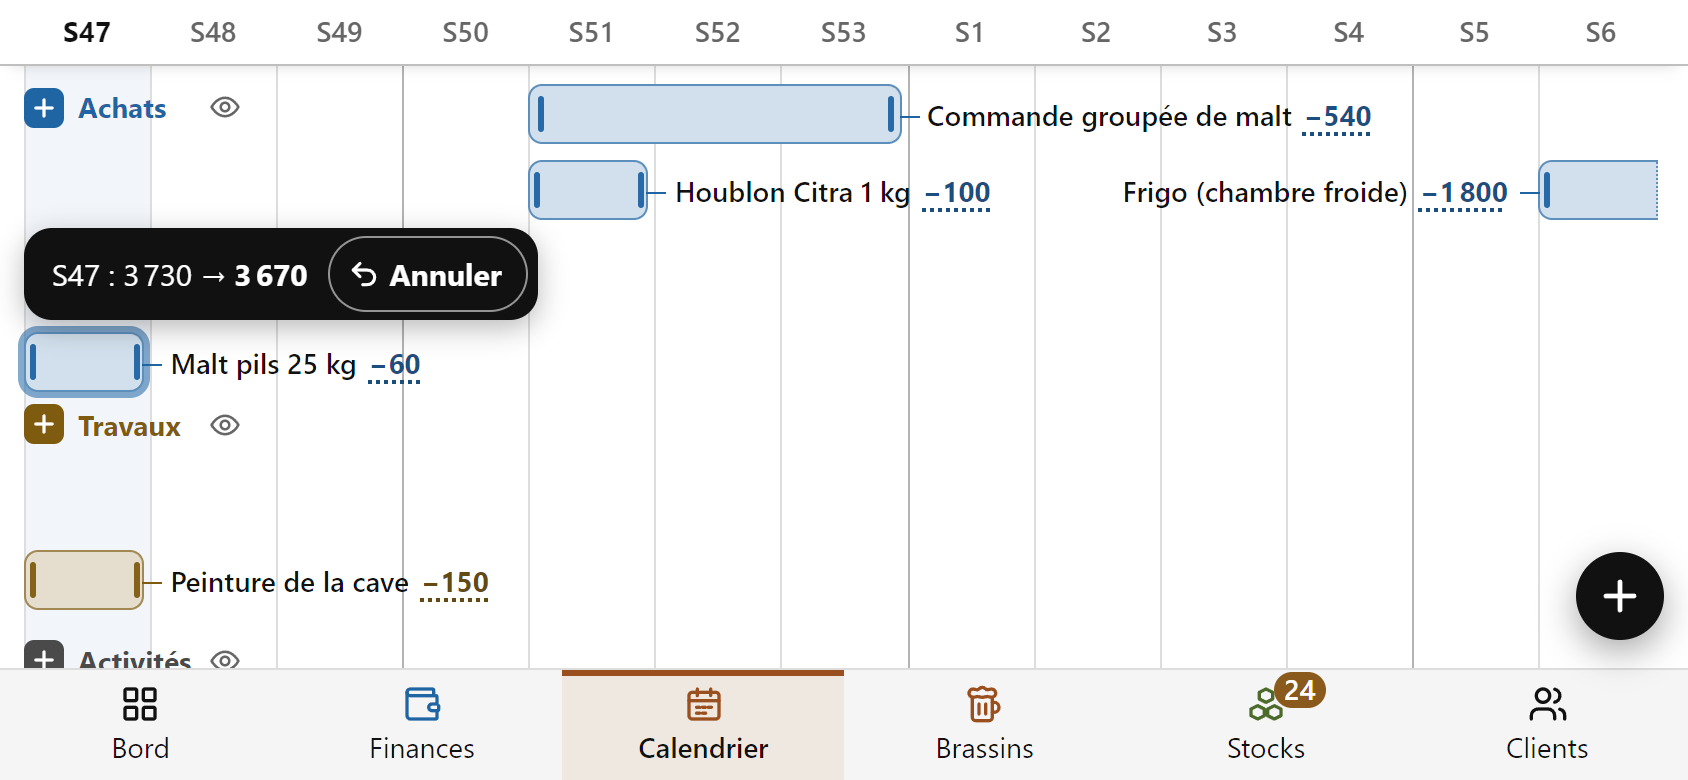 S47 S48 S49 S50 S51 S52 S53 S1 S2 S3 S4 S5 S6
Achats
Commande groupée de malt −540
Houblon Citra 1 kg −100
Frigo (chambre froide) −1 800
S47 : 3 730 → 3 670 Annuler
Malt pils 25 kg −60
Travaux
Peinture de la cave −150
Activités
24
Bord Finances Calendrier Brassins Stocks Clients